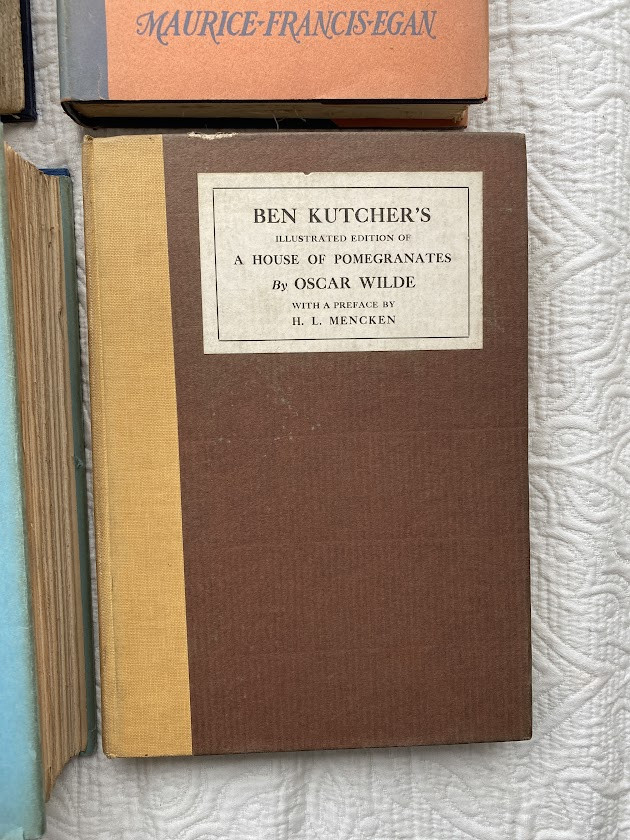 MAURICE-FRANCIS-EGAN
BEN KUTCHER'S
ILLUSTRATED EDITION OF
A HOUSE OF POMEGRANATES
By OSCAR WILDE
WITH A PREFACE BY
H. L. MENCKEN